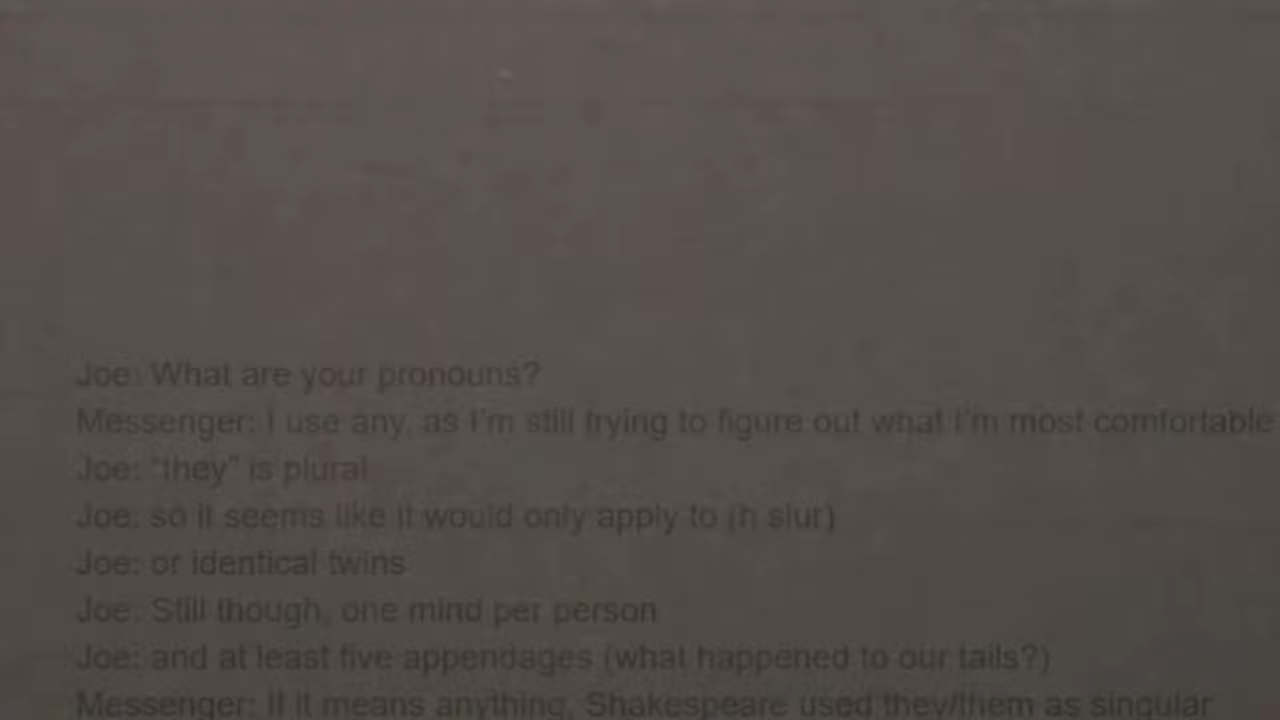 Joe: What are your pronouns?
Messenger: I use any, as I'm still trying to figure out what I'm most comfortable
Joe: “they” is plural
Joe: so it seems like it would only apply to (h slur)
Joe: or identical twins
Joe: Still though, one mind per person
Joe: and at least five appendages (what happened to our tails?)
Messenger: If it means anything, Shakespeare used they/them as singular